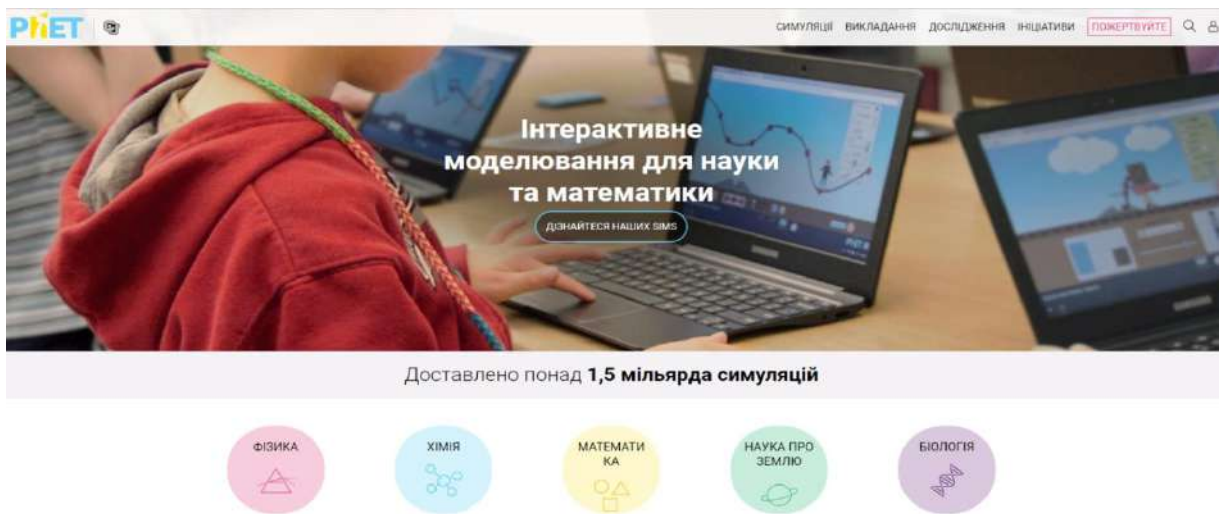 PhET
СИМУЛЯЦІЇ ВИКЛАДАННЯ ДОСЛІДЖЕННЯ ІНІЦІАТИВИ ПОЖЕРТВУЙТЕ
Інтерактивне
моделювання для науки
та математики
ДІЗНАЙТЕСЯ НАШИХ SIMS
Доставлено понад 1,5 мільярда симуляцій
ФІЗИКА
ХІМІЯ
МАТЕМАТИ
КА
НАУКА ПРО
ЗЕМЛЮ
БІОЛОГІЯ